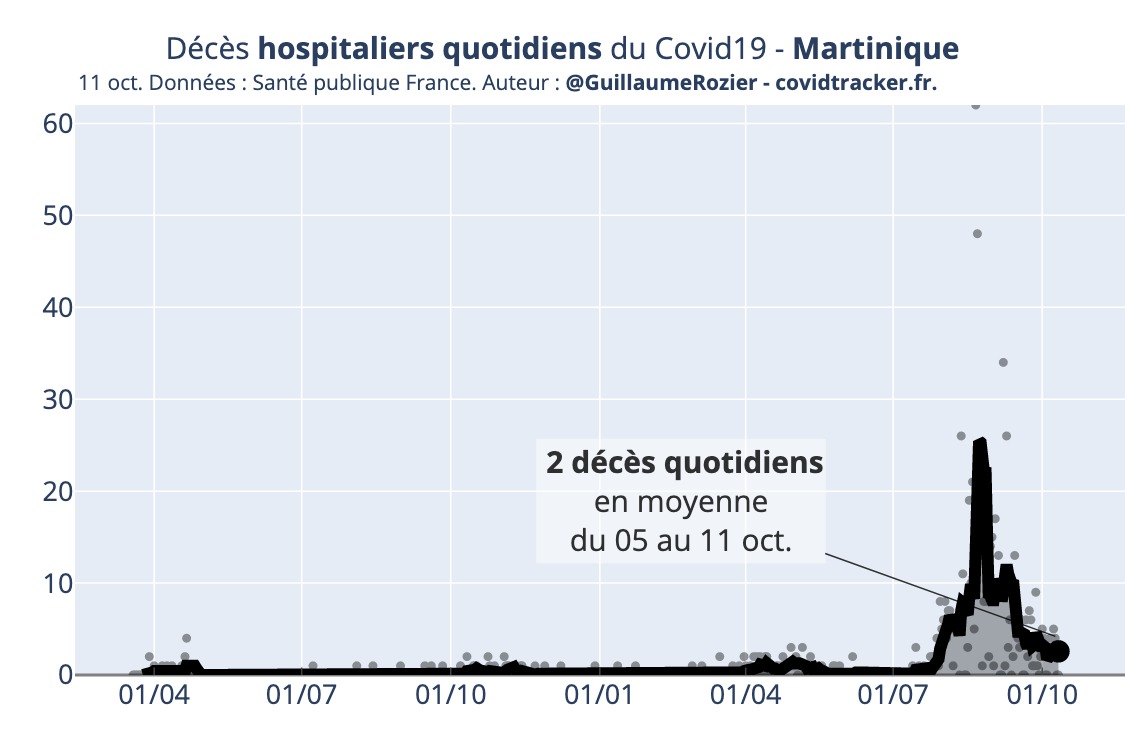 Décès hospitaliers quotidiens du Covid19 - Martinique
11 oct. Données : Santé publique France. Auteur : @GuillaumeRozier - covidtracker.fr.
60
50
40
30
20
10
0
2 décès quotidiens
en moyenne
du 05 au 11 oct.
01/04 01/07 01/10 01/01 01/04 01/07 01/10